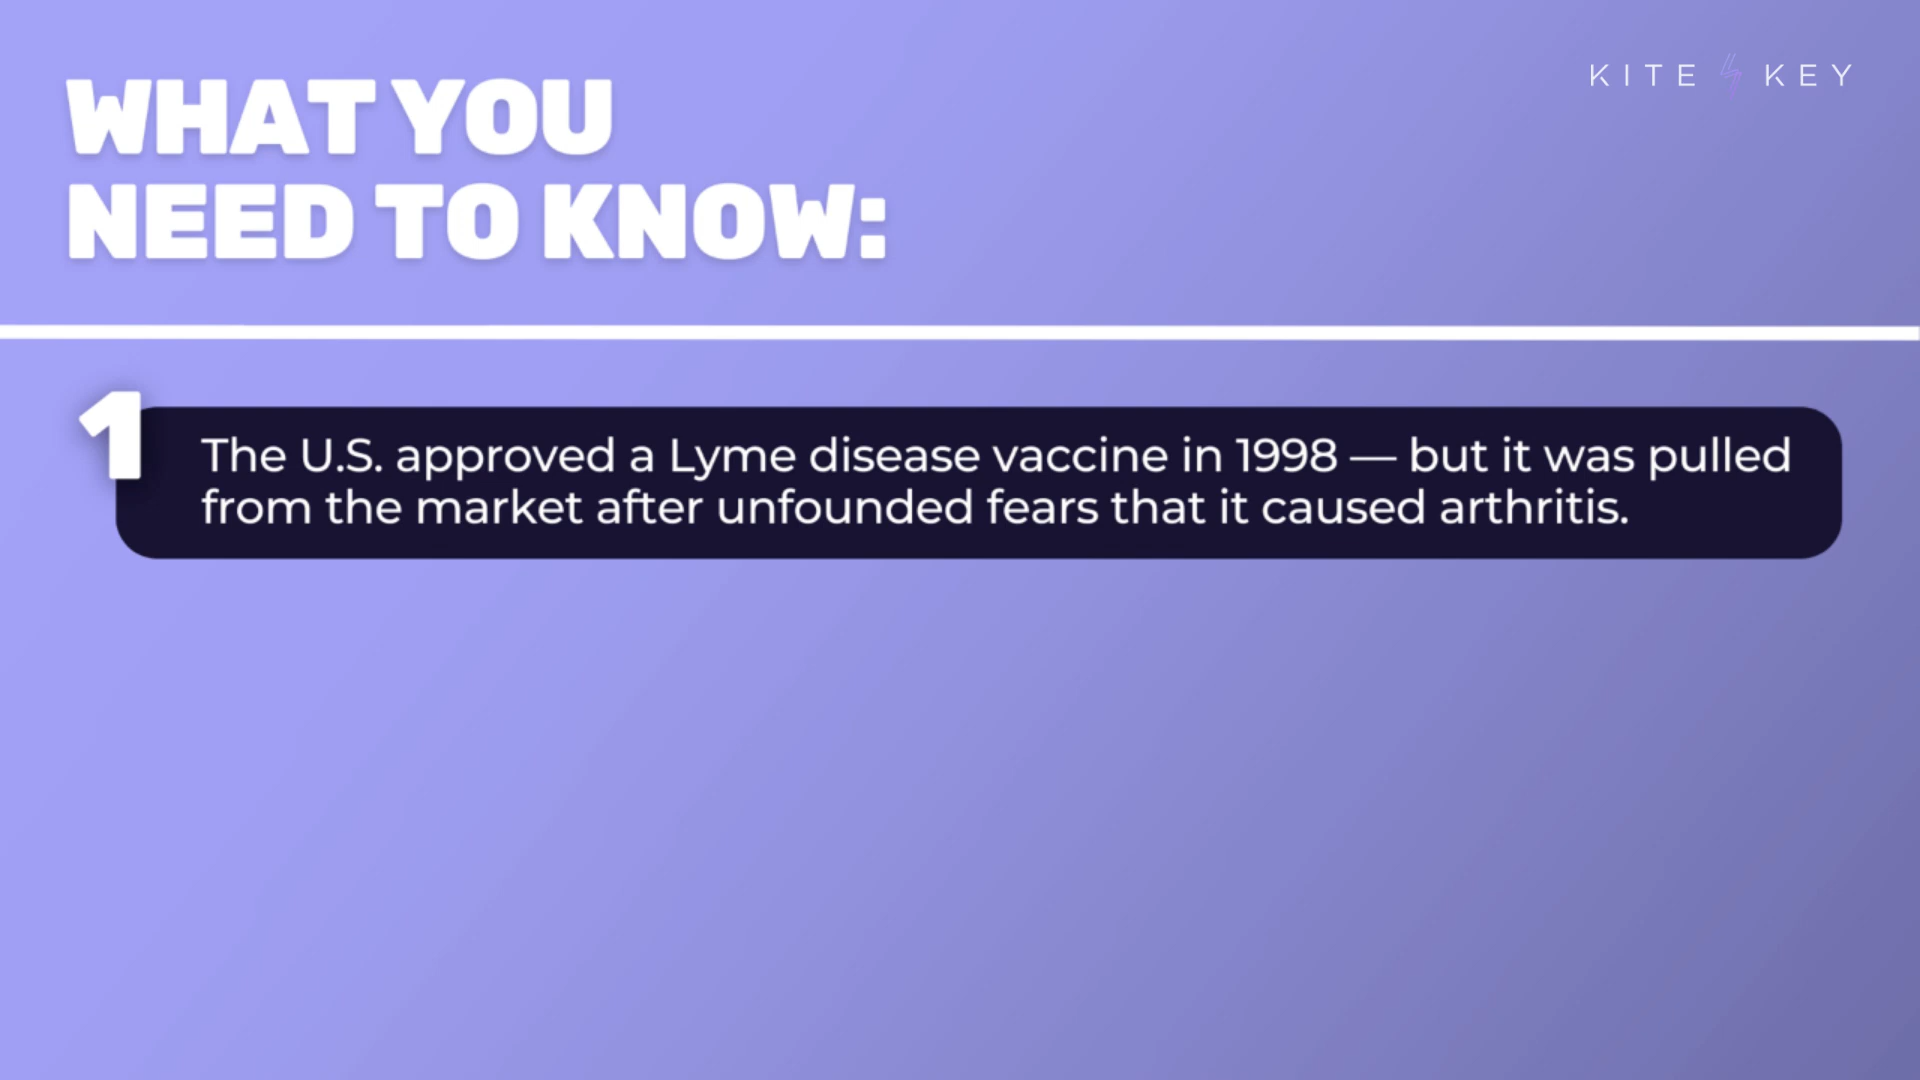 WHAT YOU
NEED TO KNOW:
KITE KEY
1
The U.S. approved a Lyme disease vaccine in 1998 — but it was pulled
from the market after unfounded fears that it caused arthritis.